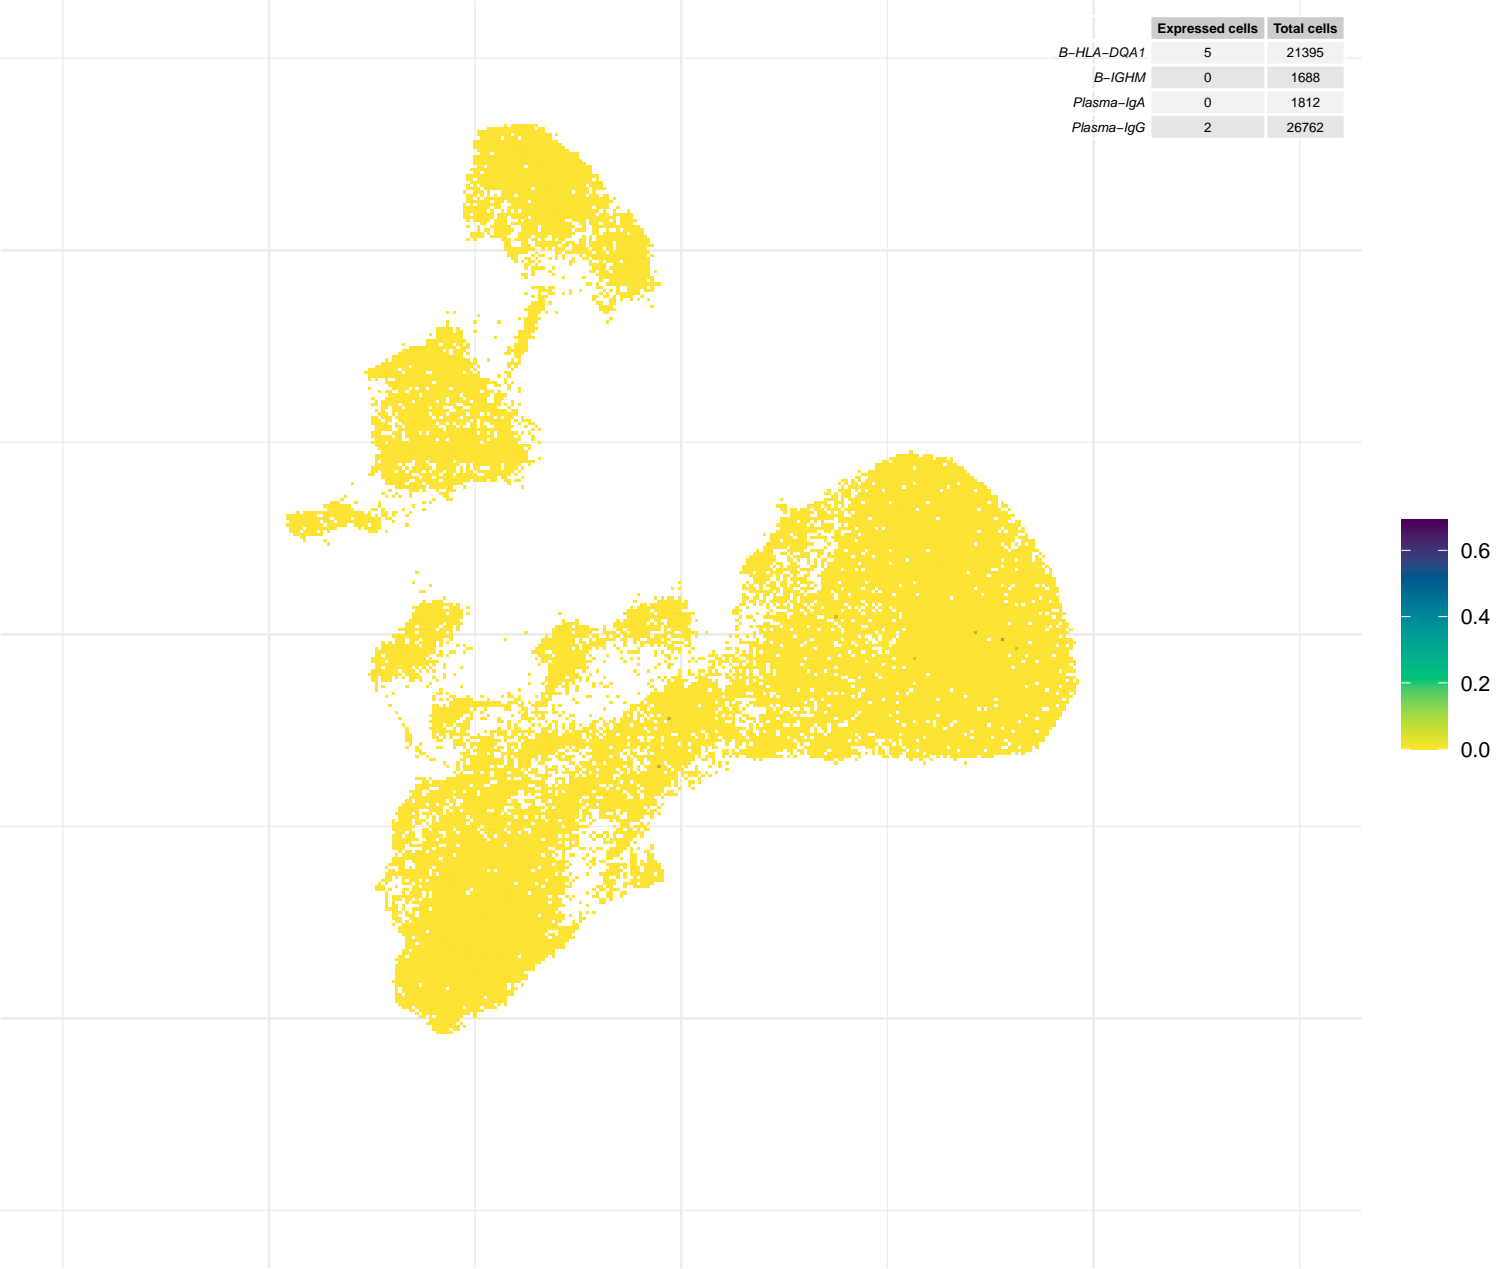 Expressed cells Total cells
B−HLA−DQA1 5 21395
B−IGHM 0 1688
Plasma−IgA 0 1812
Plasma−IgG 2 26762
0.6
0.4
0.2
0.0